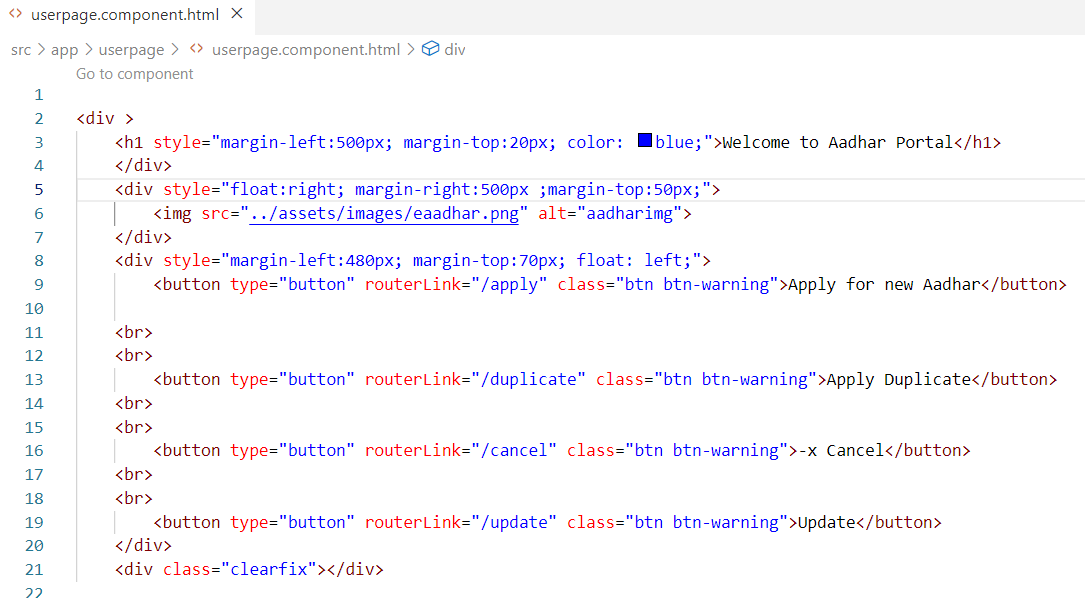 userpage.component.html
src > app > userpage > userpage.component.html > div
Go to component
1
2 <div >
3 <h1 style="margin-left:500px; margin-top:20px; color: blue;">Welcome to Aadhar Portal</h1>
4 </div>
5 <div style="float:right; margin-right:500px ;margin-top:50px;">
6 <img src="../assets/images/eaadhar.png" alt="aadharimg">
7 </div>
8 <div style="margin-left:480px; margin-top:70px; float: left;">
9 <button type="button" routerLink="/apply" class="btn btn-warning">Apply for new Aadhar</button>
10
11 <br>
12 <br>
13 <button type="button" routerLink="/duplicate" class="btn btn-warning">Apply Duplicate</button>
14 <br>
15 <br>
16 <button type="button" routerLink="/cancel" class="btn btn-warning">-x Cancel</button>
17 <br>
18 <br>
19 <button type="button" routerLink="/update" class="btn btn-warning">Update</button>
20 </div>
21 <div class="clearfix"></div>
22